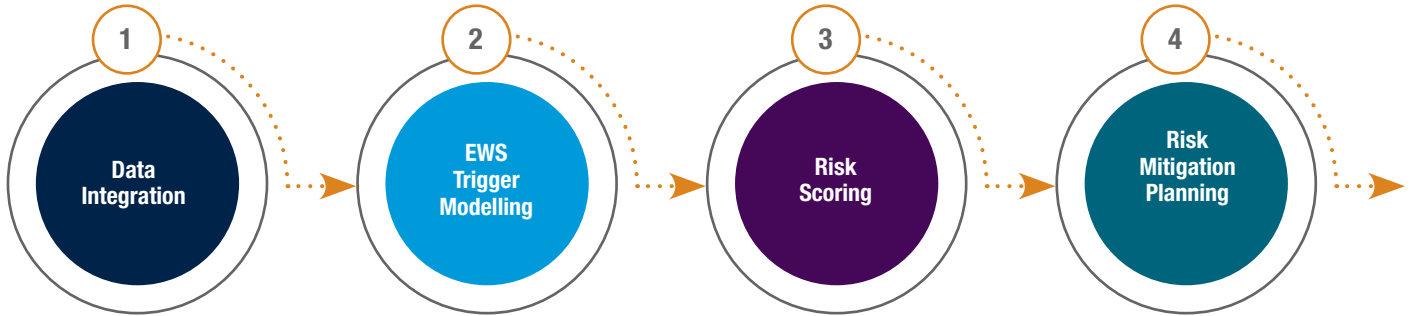 1
Data
Integration
2
EWS
Trigger
Modelling
3
Risk
Scoring
4
Risk
Mitigation
Planning